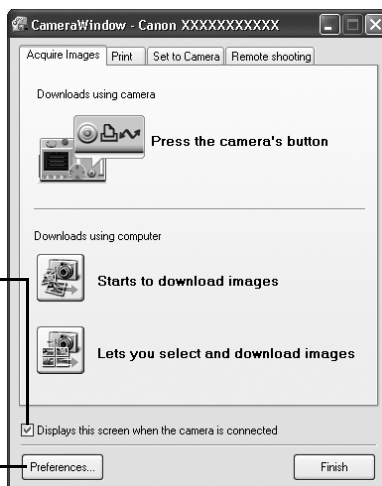 CameraWindow - Canon XXXXXXXXXXX
Acquire Images Print Set to Camera Remote shooting
Downloads using camera
Press the camera's button
Downloads using computer
Starts to download images
Lets you select and download images
Displays this screen when the camera is connected
Preferences... Finish